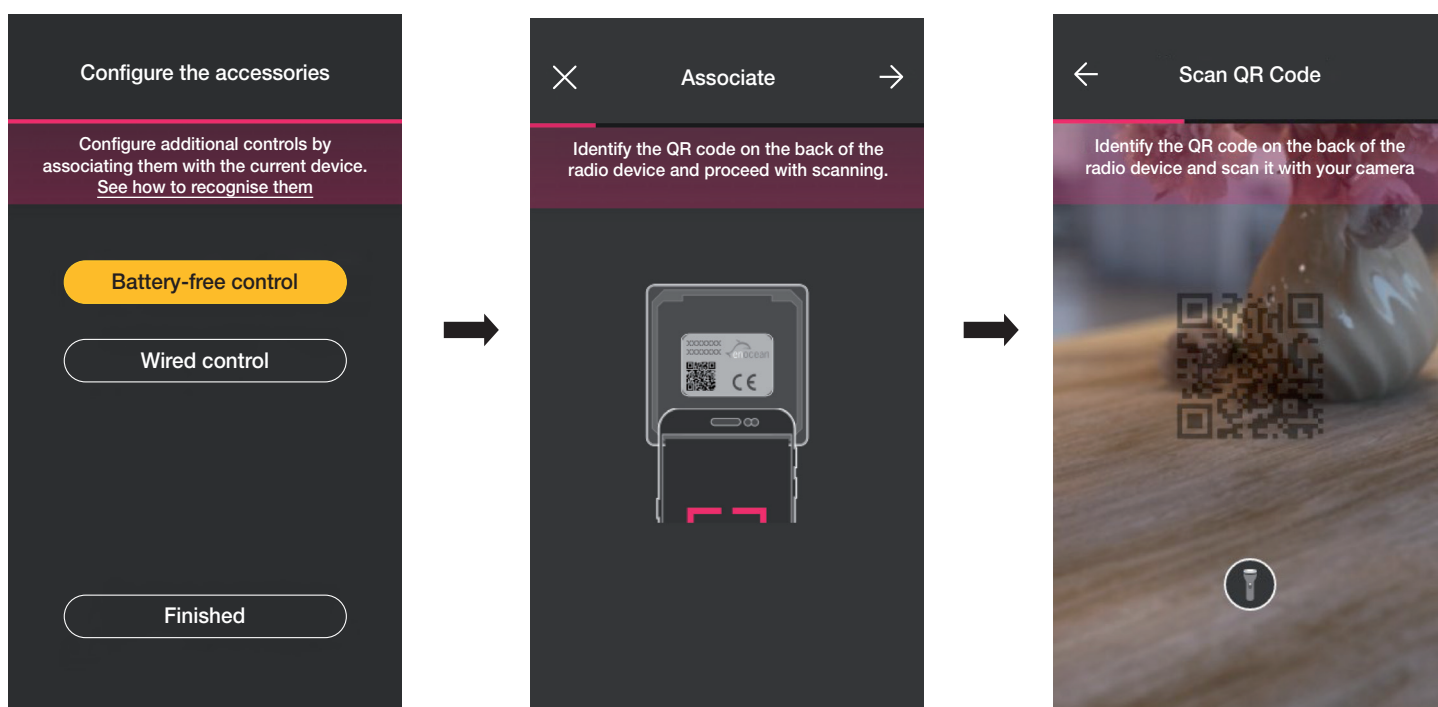 Configure the accessories
Configure additional controls by
associating them with the current device.
See how to recognise them
Battery-free control
Wired control
Finished
Associate
Identify the QR code on the back of the
radio device and proceed with scanning.
XXXXXXX
XXXXXXX
enocean
CE
Scan QR Code
Identify the QR code on the back of the
radio device and scan it with your camera